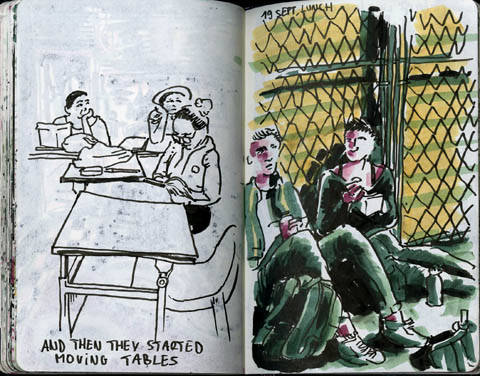 AND THEN THEY STARTED
MOVING TABLES
19 SEPT. LUNCH